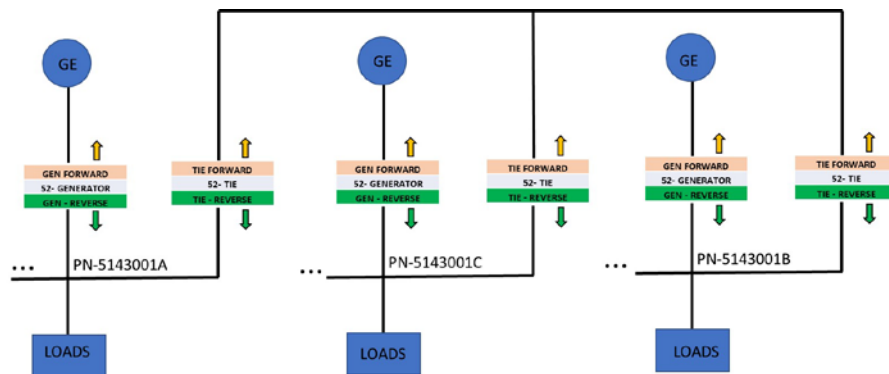 GE
GE
GE
GEN FORWARD
52- GENERATOR
GEN - REVERSE
TIE FORWARD
52- TIE
TIE - REVERSE
GEN FORWARD
52- GENERATOR
GEN - REVERSE
TIE FORWARD
52- TIE
TIE - REVERSE
GEN FORWARD
52- GENERATOR
GEN - REVERSE
TIE FORWARD
52- TIE
TIE - REVERSE
... PN-5143001A
... PN-5143001C
... PN-5143001B
LOADS
LOADS
LOADS